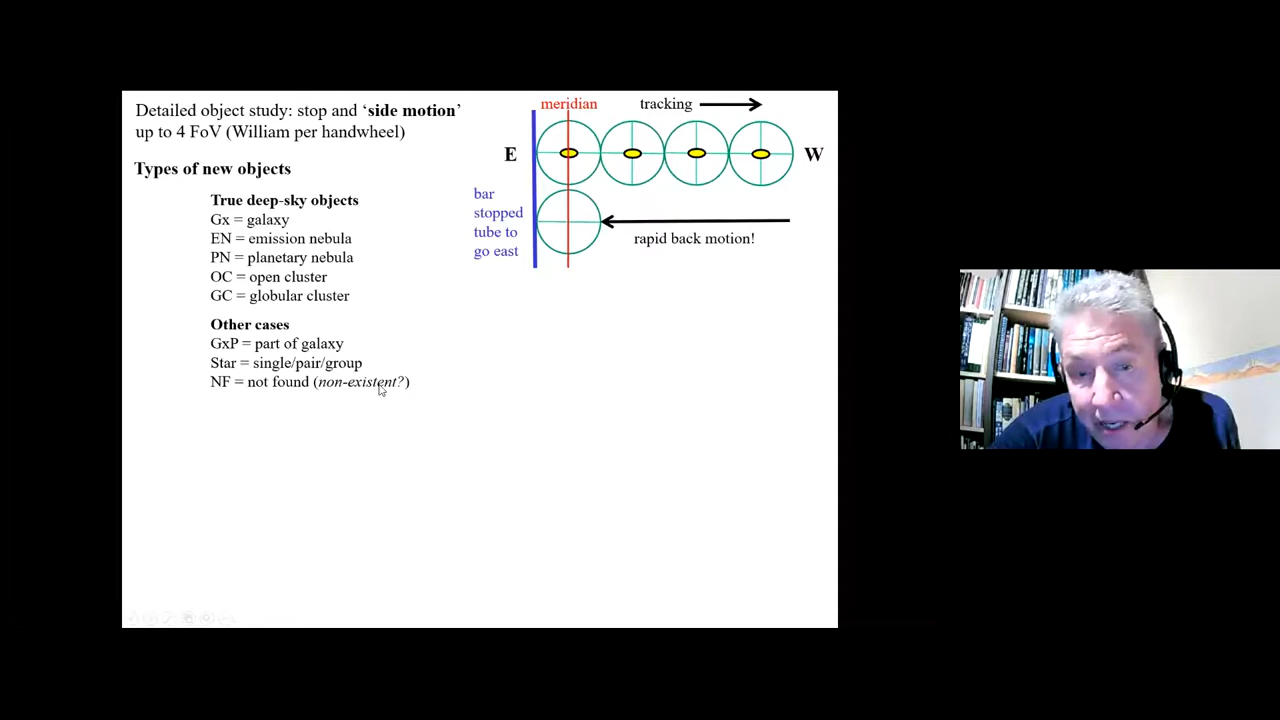 Detailed object study: stop and ‘side motion’
up to 4 FoV (William per handwheel)
Types of new objects
True deep-sky objects
Gx = galaxy
EN = emission nebula
PN = planetary nebula
OC = open cluster
GC = globular cluster
Other cases
GxP = part of galaxy
Star = single/pair/group
NF = not found (non-existent?)
meridian
tracking
E
W
bar
stopped
tube to
go east
rapid back motion!